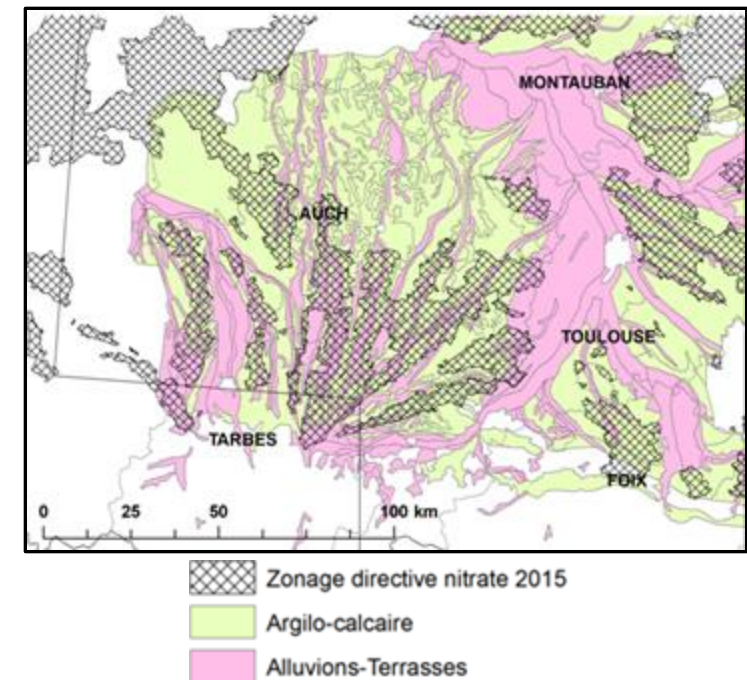 MONTAUBAN
AUCH
TOULOUSE
TARBES
FOIX
0 25 50 100 km
Zonage directive nitrate 2015
Argilo-calcaire
Alluvions-Terrasses